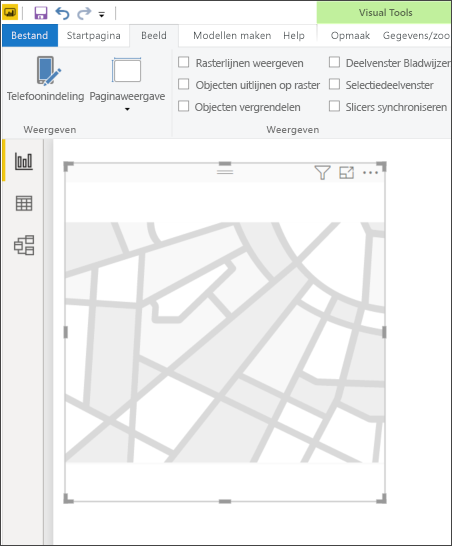 Visual Tools
Bestand Startpagina Beeld Modellen maken Help Opmaak Gegevens/zoo
Rasterlijnen weergeven Deelvenster Bladwijzer
Telefoonindeling Paginaweergave Objecten uitlijnen op raster Selectiedeelvenster
Objecten vergrendelen Slicers synchroniseren
Weergeven Weergeven